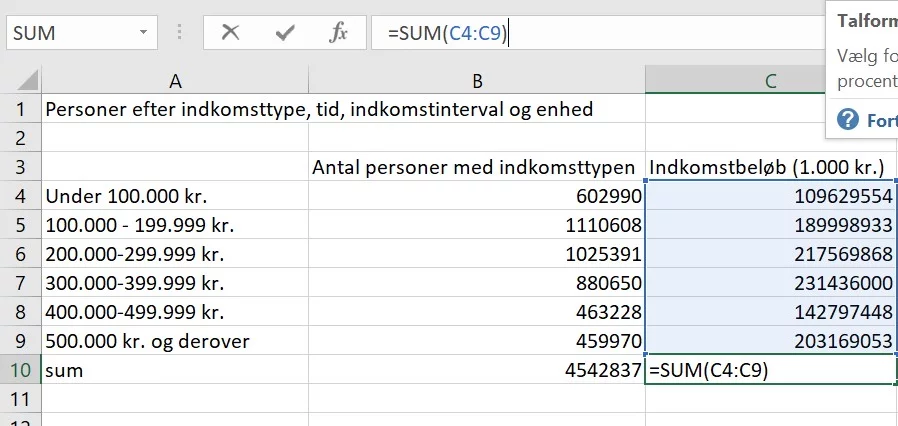 SUM =SUM(C4:C9)
Talform
Vælg fo
procent
Fort
A B C
1 Personer efter indkomsttype, tid, indkomstinterval og enhed
2
3 Antal personer med indkomsttypen Indkomstbeløb (1.000 kr.)
4 Under 100.000 kr. 602990 109629554
5 100.000 - 199.999 kr. 1110608 189998933
6 200.000-299.999 kr. 1025391 217569868
7 300.000-399.999 kr. 880650 231436000
8 400.000-499.999 kr. 463228 142797448
9 500.000 kr. og derover 459970 203169053
10 sum 4542837 =SUM(C4:C9)
11